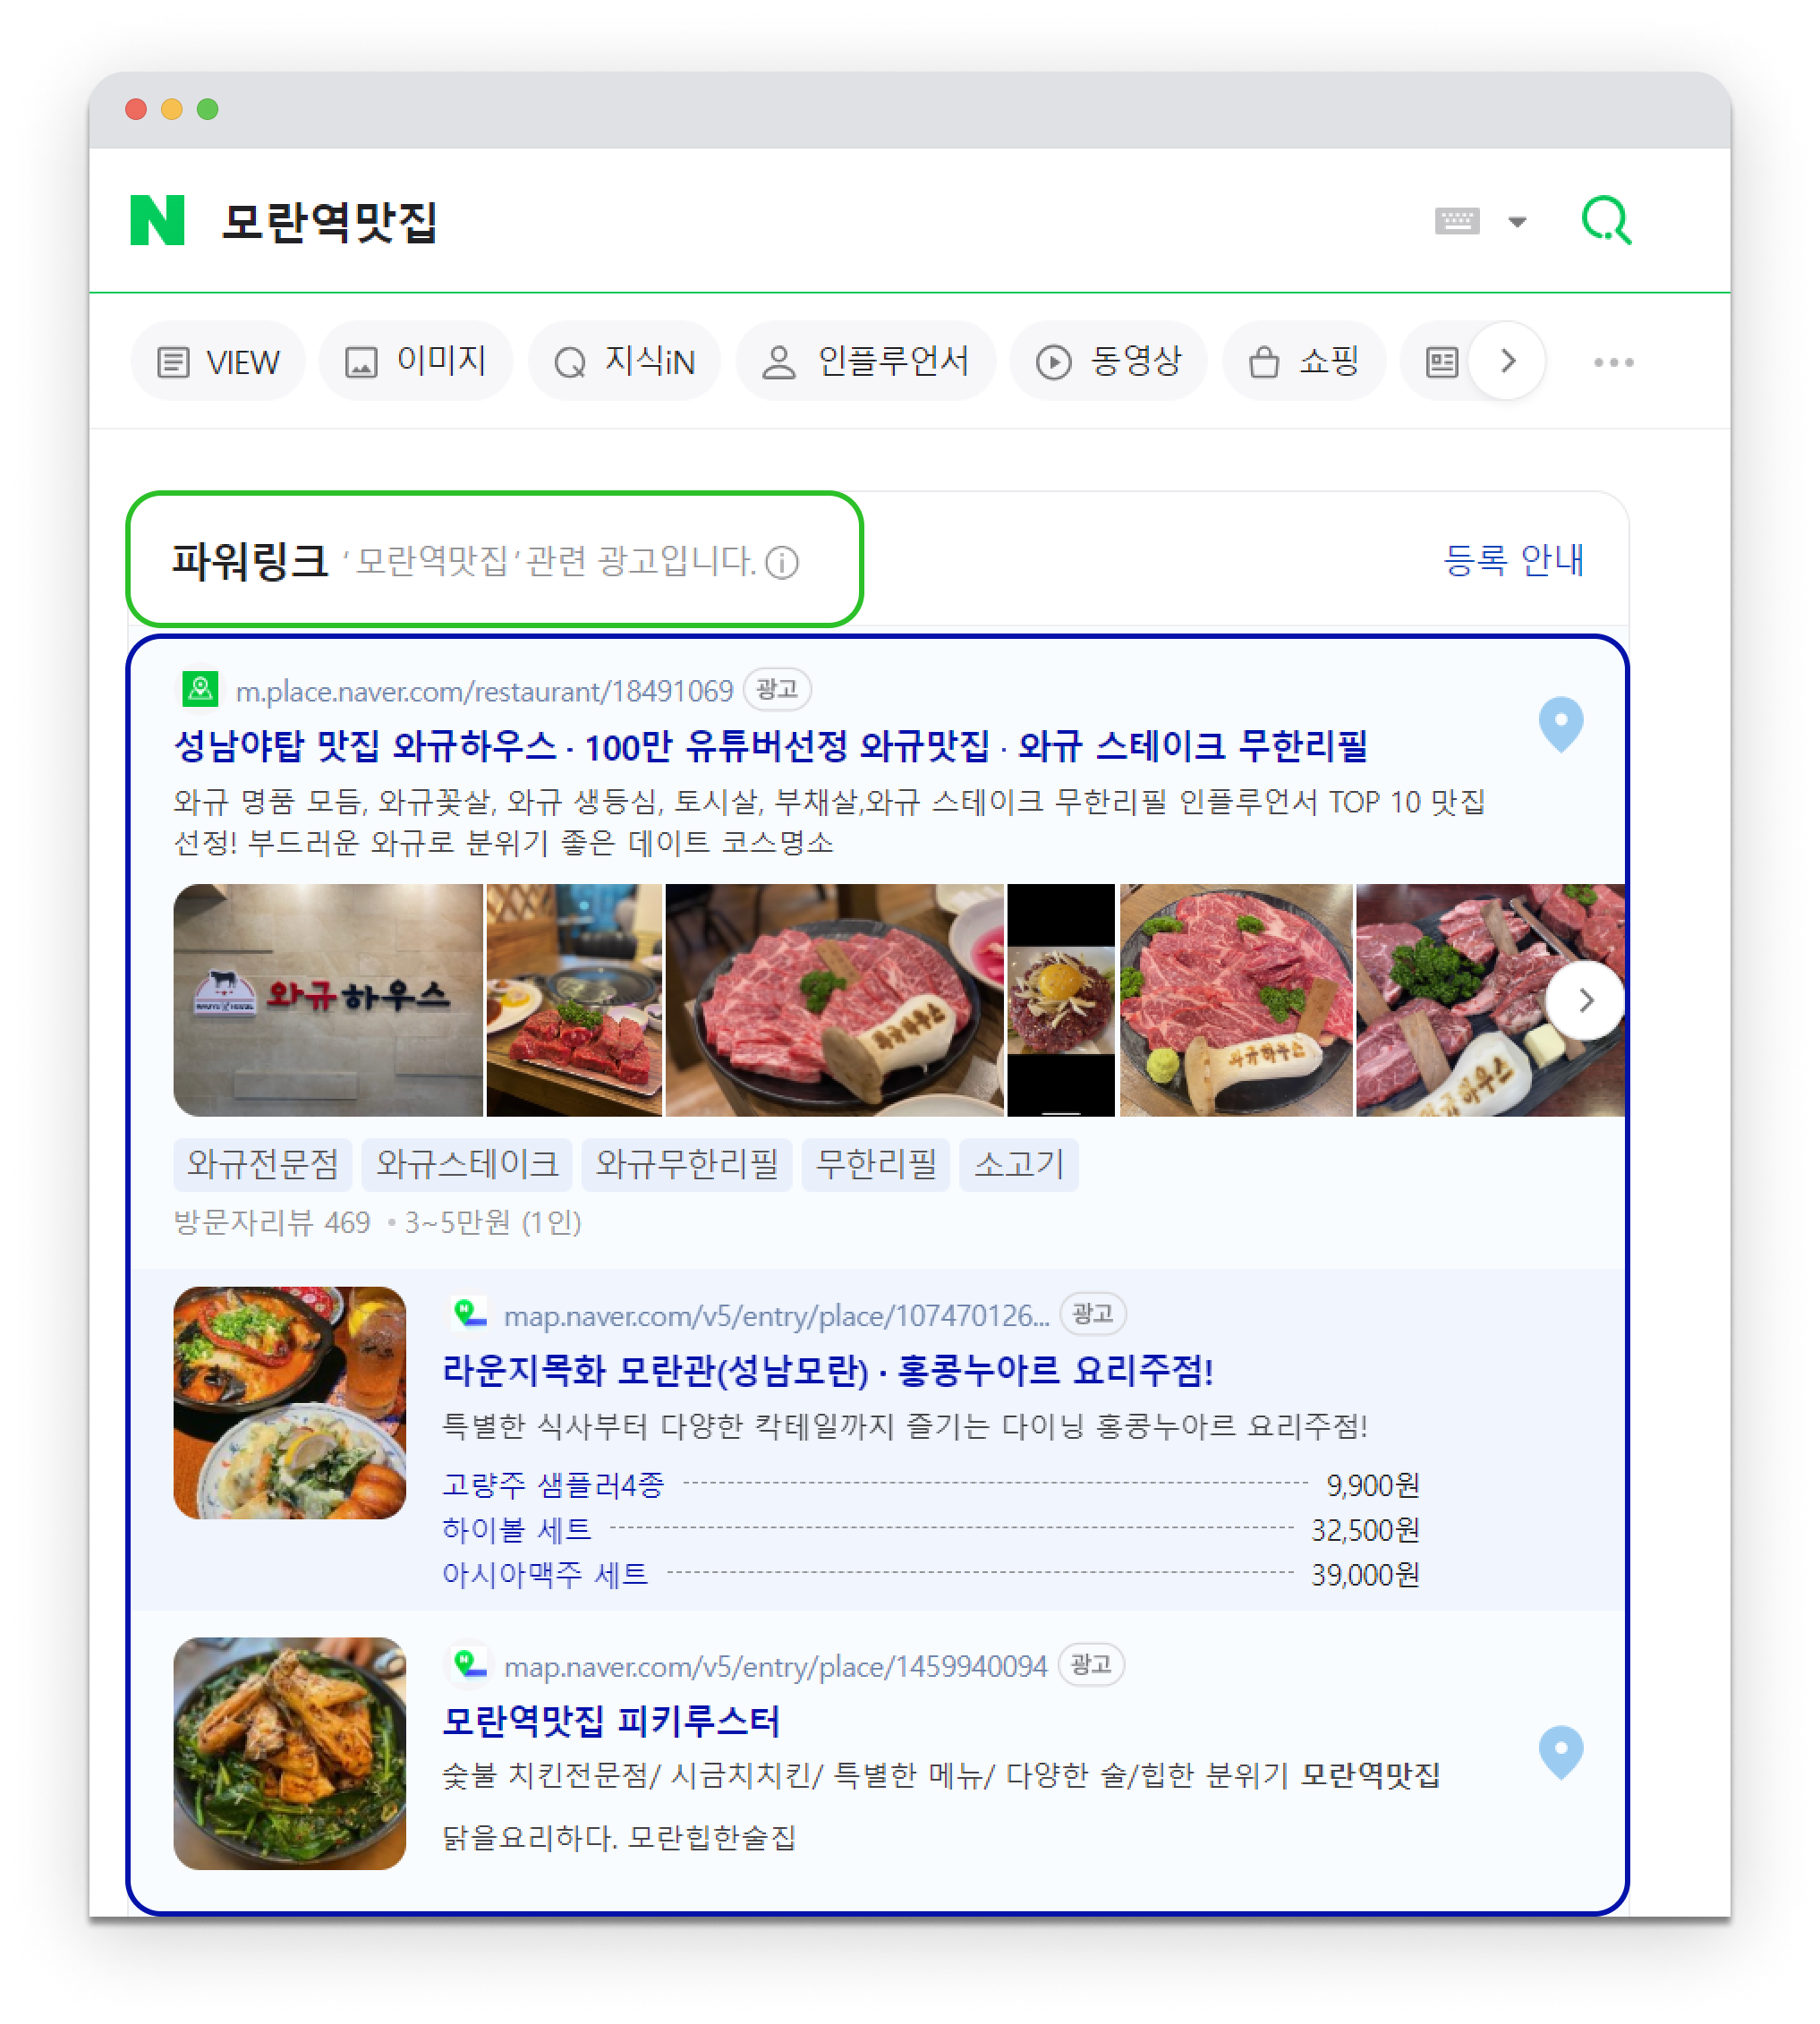 N 모란역맛집
VIEW 이미지 지식iN 인플루언서 동영상 쇼핑
파워링크 '모란역맛집' 관련 광고입니다. 등록 안내
m.place.naver.com/restaurant/18491069 광고
성남야탑 맛집 와규하우스 · 100만 유튜버선정 와규맛집 · 와규 스테이크 무한리필
와규 명품 모듬, 와규꽃살, 와규 생등심, 토시살, 부채살,와규 스테이크 무한리필 인플루언서 TOP 10 맛집
선정! 부드러운 와규로 분위기 좋은 데이트 코스명소
와규하우스
와규하우스
와규하우스
와규하우스
와규전문점 와규스테이크 와규무한리필 무한리필 소고기
방문자리뷰 469 • 3~5만원 (1인)
map.naver.com/v5/entry/place/107470126... 광고
라운지목화 모란관(성남모란) · 홍콩누아르 요리주점!
특별한 식사부터 다양한 칵테일까지 즐기는 다이닝 홍콩누아르 요리주점!
고량주 샘플러4종 9,900원
하이볼 세트 32,500원
아시아맥주 세트 39,000원
map.naver.com/v5/entry/place/1459940094 광고
모란역맛집 피키루스터
숯불 치킨전문점/ 시금치치킨/ 특별한 메뉴/ 다양한 술/힙한 분위기 모란역맛집
닭을요리하다. 모란힙한술집